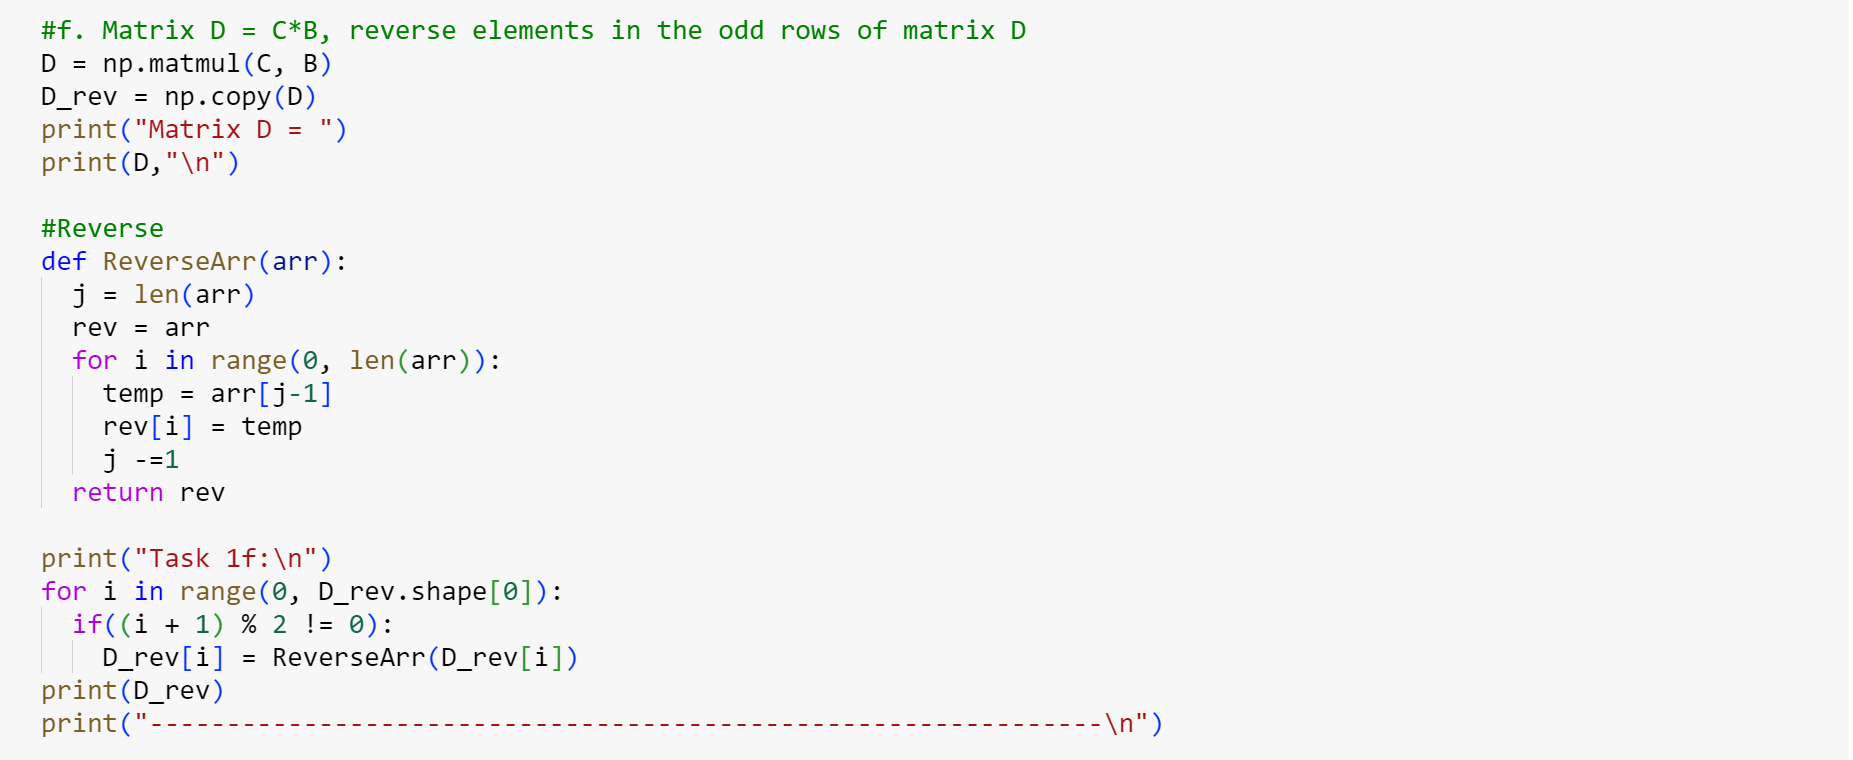 #f. Matrix D = C*B, reverse elements in the odd rows of matrix D
D = np.matmul(C, B)
D_rev = np.copy(D)
print("Matrix D = ")
print(D,"\n")

#Reverse
def ReverseArr(arr):
  j = len(arr)
  rev = arr
  for i in range(0, len(arr)):
    temp = arr[j-1]
    rev[i] = temp
    j -=1
  return rev

print("Task 1f:\n")
for i in range(0, D_rev.shape[0]):
  if((i + 1) % 2 != 0):
    D_rev[i] = ReverseArr(D_rev[i])
print(D_rev)
print("--------------------------------------------------------------\n")